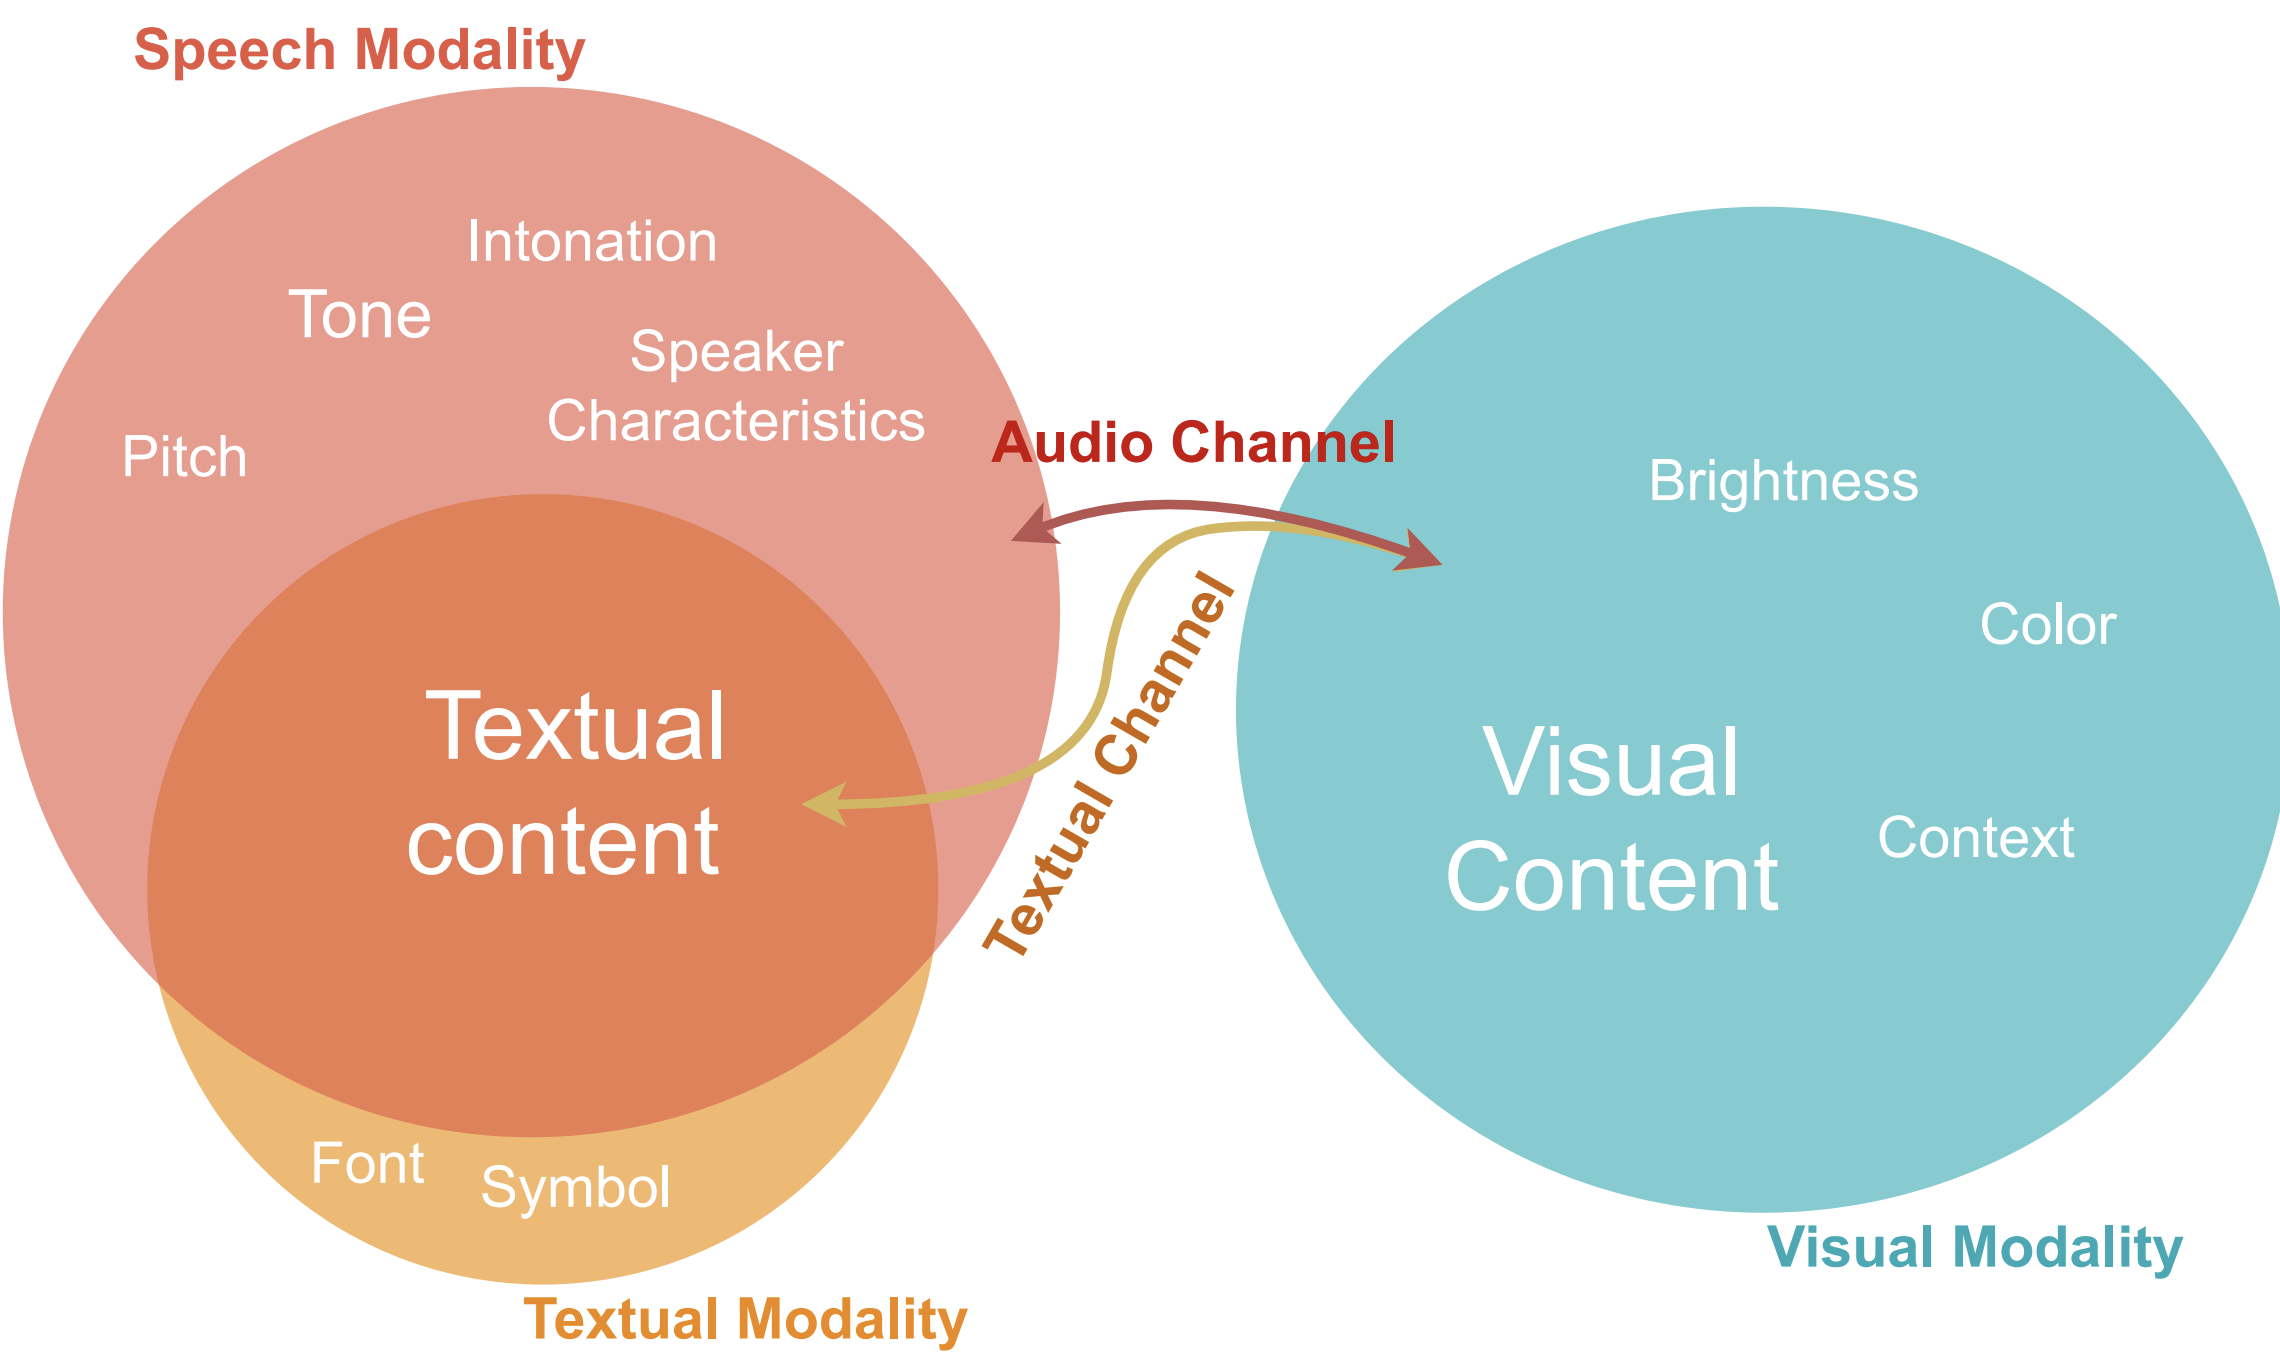 Speech Modality
Intonation
Tone
Speaker
Characteristics
Pitch
Audio Channel
Textual Channel
Textual
content
Font
Symbol
Textual Modality
Brightness
Color
Visual
Content
Context
Visual Modality